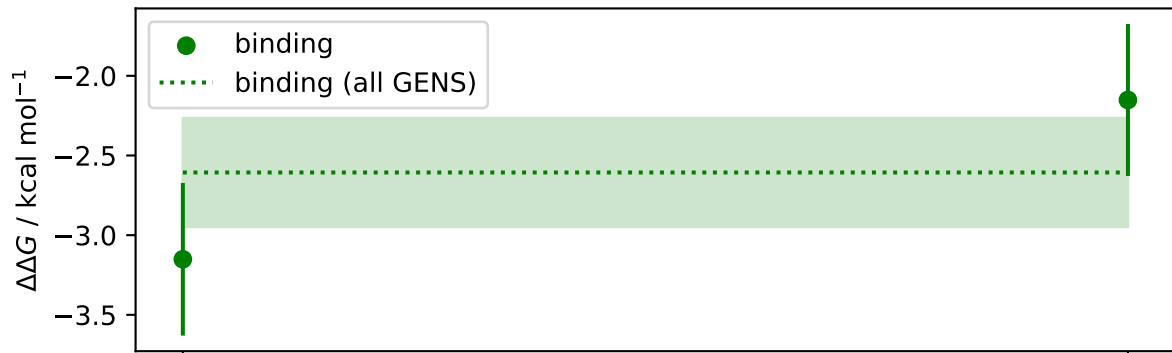 binding
binding (all GENS)
ΔΔG / kcal mol⁻¹
−2.0
−2.5
−3.0
−3.5